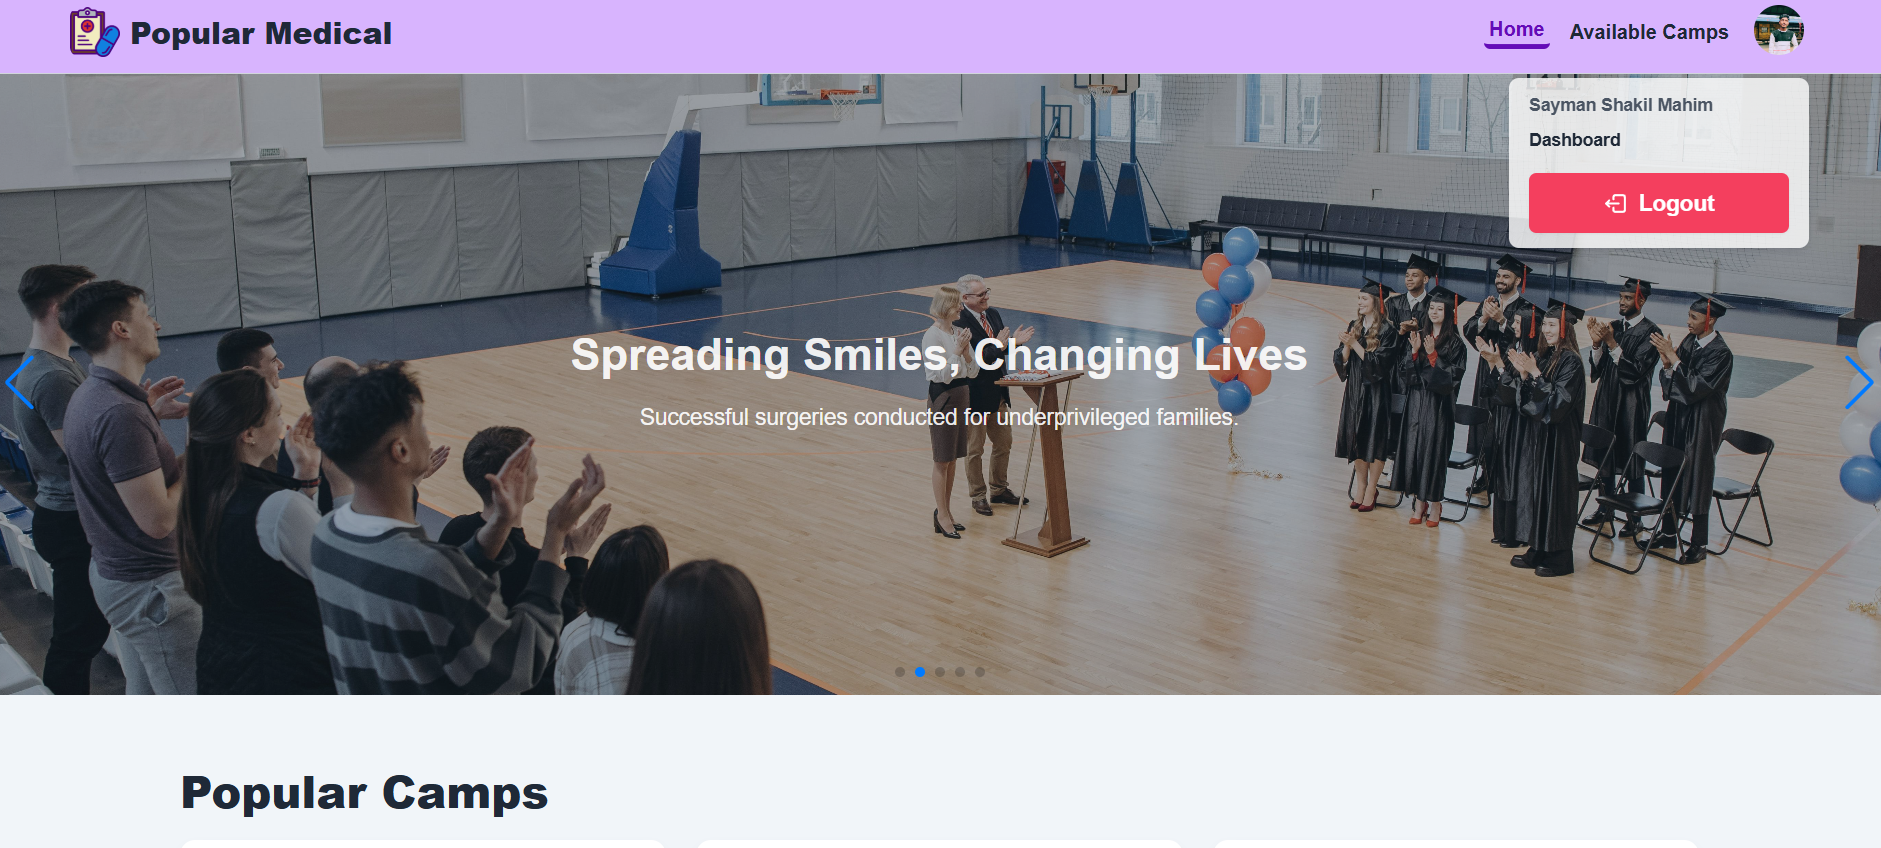 Popular Medical
Home
Available Camps
Sayman Shakil Mahim
Dashboard
Logout
Spreading Smiles, Changing Lives
Successful surgeries conducted for underprivileged families.
Popular Camps